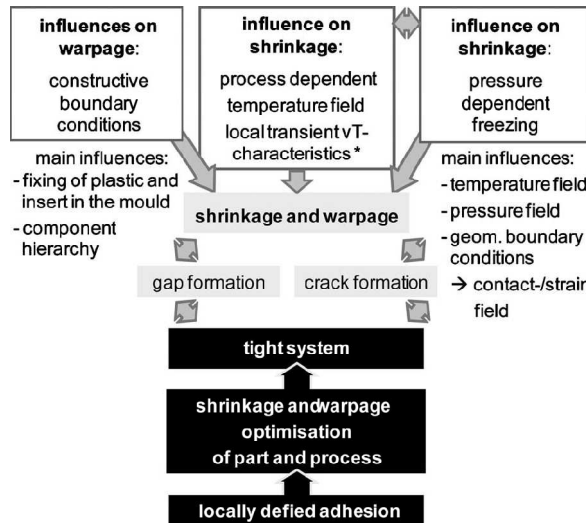 influences on
warpage:
constructive
boundary
conditions
influence on
shrinkage:
process dependent
temperature field
local transient vT-
characteristics *
influence on
shrinkage:
pressure
dependent
freezing
main influences:
- fixing of plastic and
insert in the mould
- component
hierarchy
shrinkage and warpage
main influences:
- temperature field
- pressure field
- geom. boundary
conditions
→ contact-/strain
field
gap formation
crack formation
tight system
shrinkage andwarpage
optimisation
of part and process
locally defied adhesion